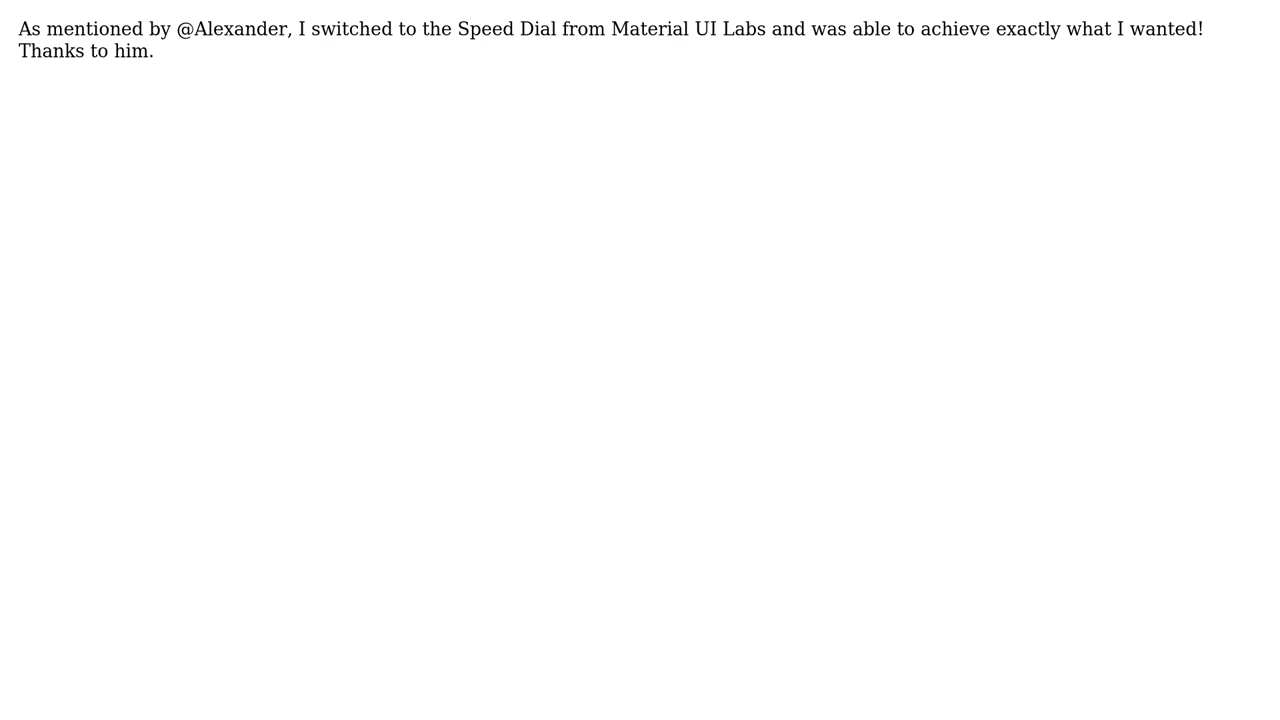 As mentioned by @Alexander, I switched to the Speed Dial from Material UI Labs and was able to achieve exactly what I wanted!
Thanks to him.